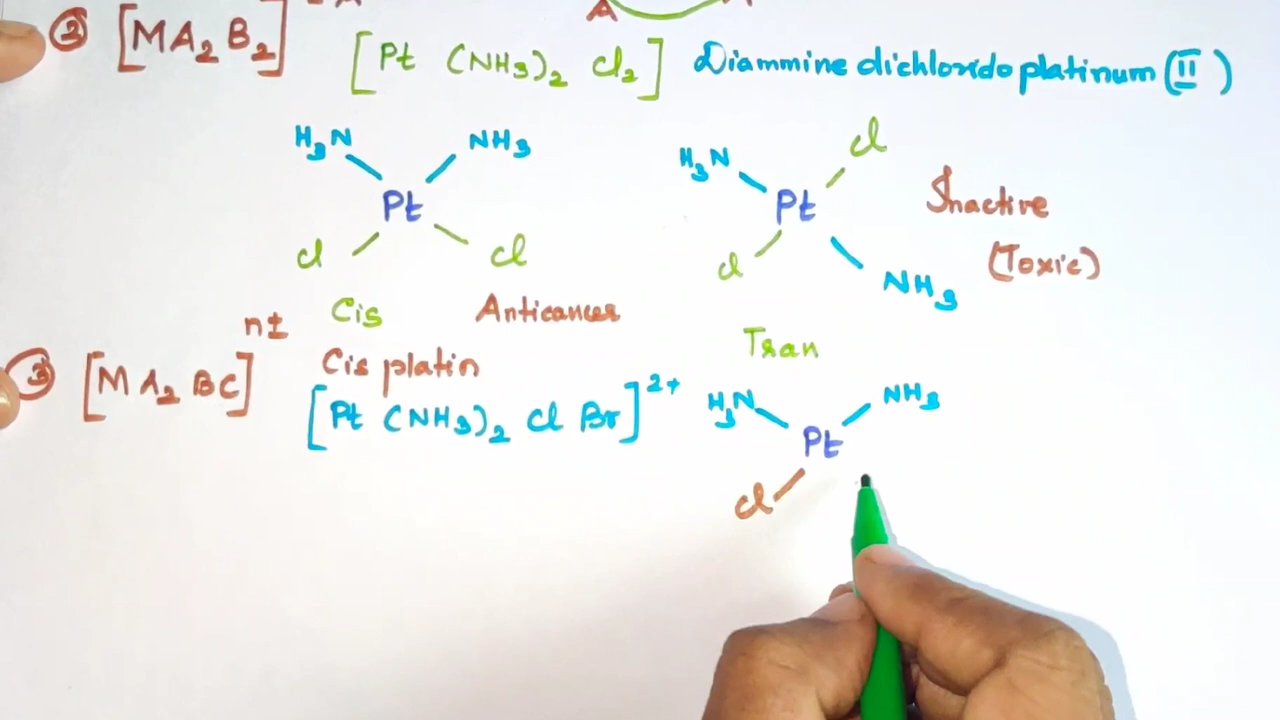 A A
② [MA₂B₂] -A
[Pt (NH₃)₂ Cl₂] Diammine dichlorido platinum (II)
H₃N NH₃
Pt
Cl Cl
Cis Anticancer
Cis platin
H₃N Cl
Pt
Cl NH₃
Tran
Inactive
(Toxic)
③ [MA₂BC]ⁿ±
[Pt (NH₃)₂ Cl Br]²⁺
H₃N NH₃
Pt
Cl